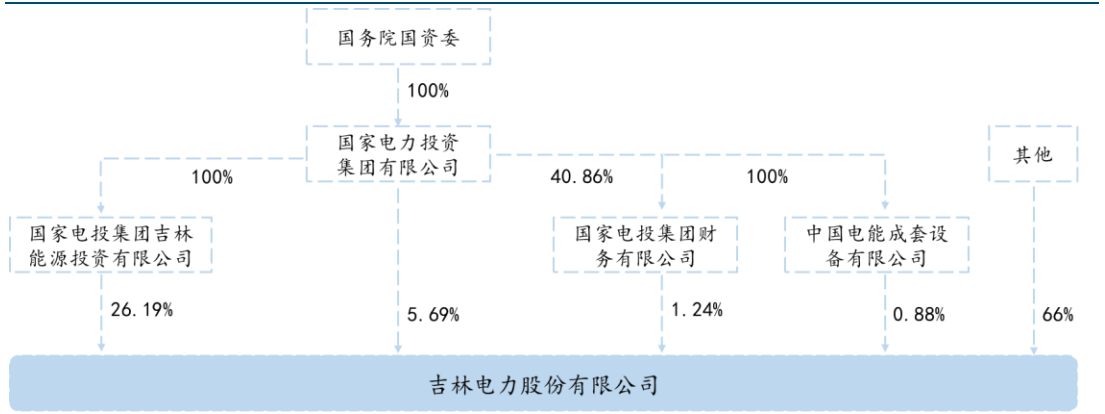 国务院国资委
100%
国家电力投资
集团有限公司
其他
100%
40.86%
100%
国家电投集团吉林
能源投资有限公司
国家电投集团财
务有限公司
中国电能成套设
备有限公司
26.19%
5.69%
1.24%
0.88%
66%
吉林电力股份有限公司